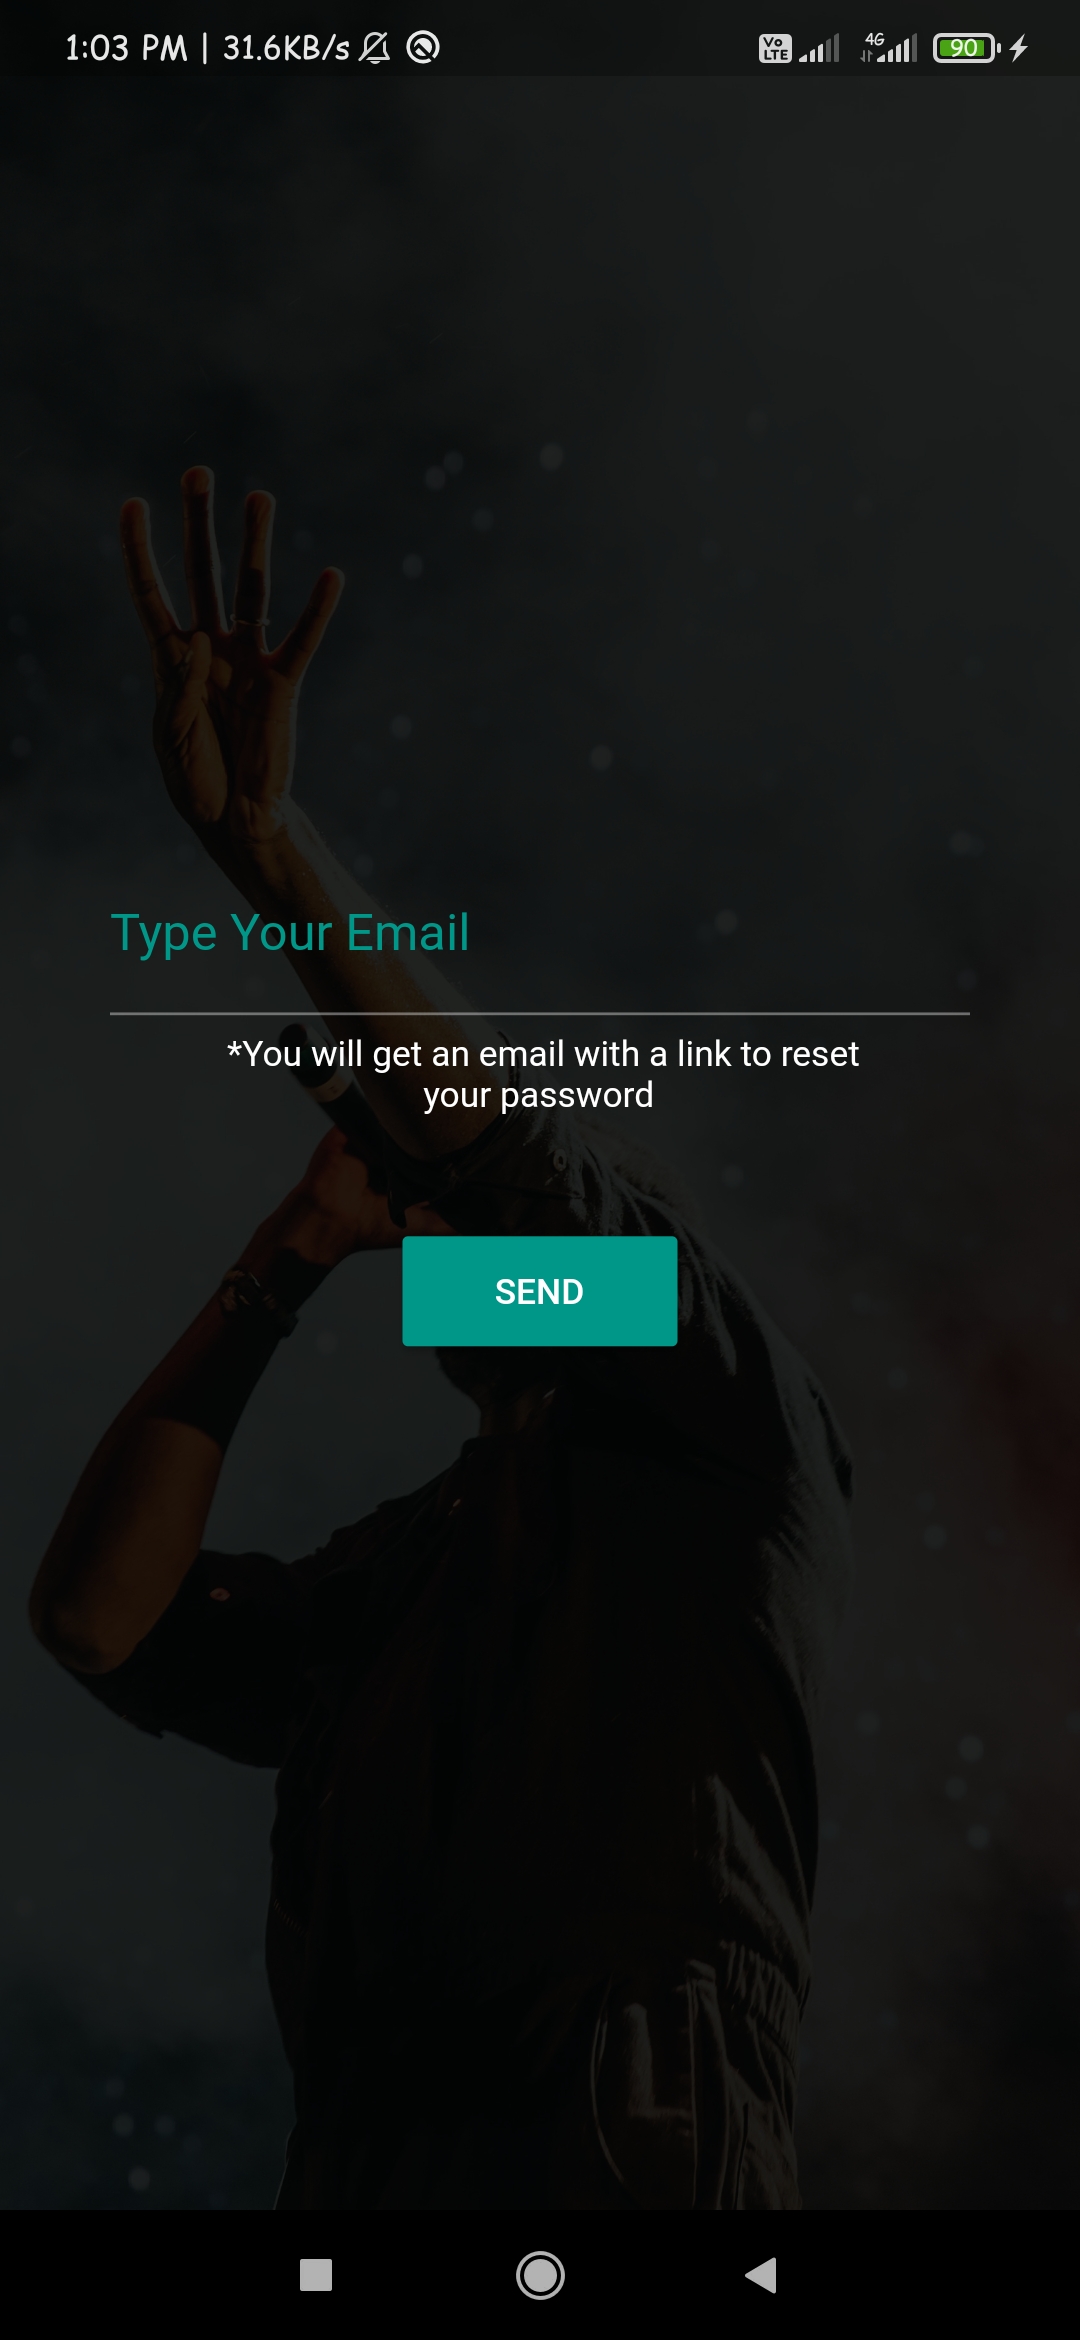 1:03 PM | 31.6KB/s
Vo LTE 4G 90
Type Your Email
*You will get an email with a link to reset
your password
SEND